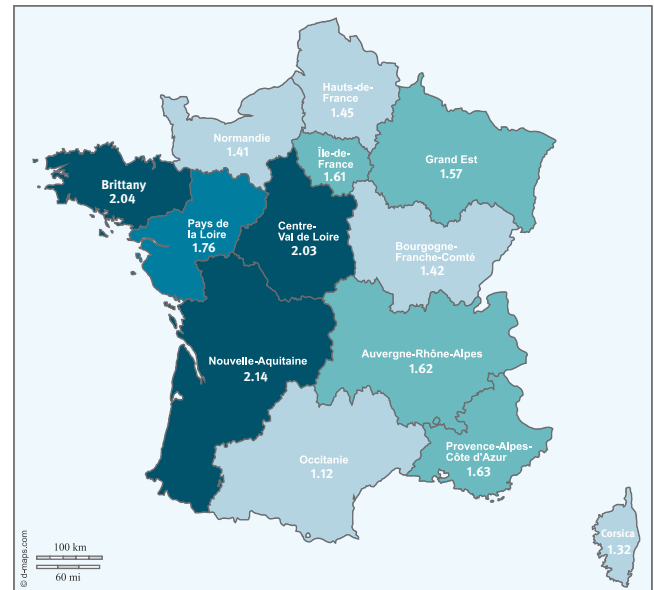 Hauts-de-
France
1.45
Normandie
1.41
Île-de-
France
1.61
Grand Est
1.57
Brittany
2.04
Pays de
la Loire
1.76
Centre-
Val de Loire
2.03
Bourgogne-
Franche-Comté
1.42
Nouvelle-Aquitaine
2.14
Auvergne-Rhône-Alpes
1.62
Occitanie
1.12
Provence-Alpes-
Côte d'Azur
1.63
Corsica
1.32
100 km
60 mi
© d-maps.com